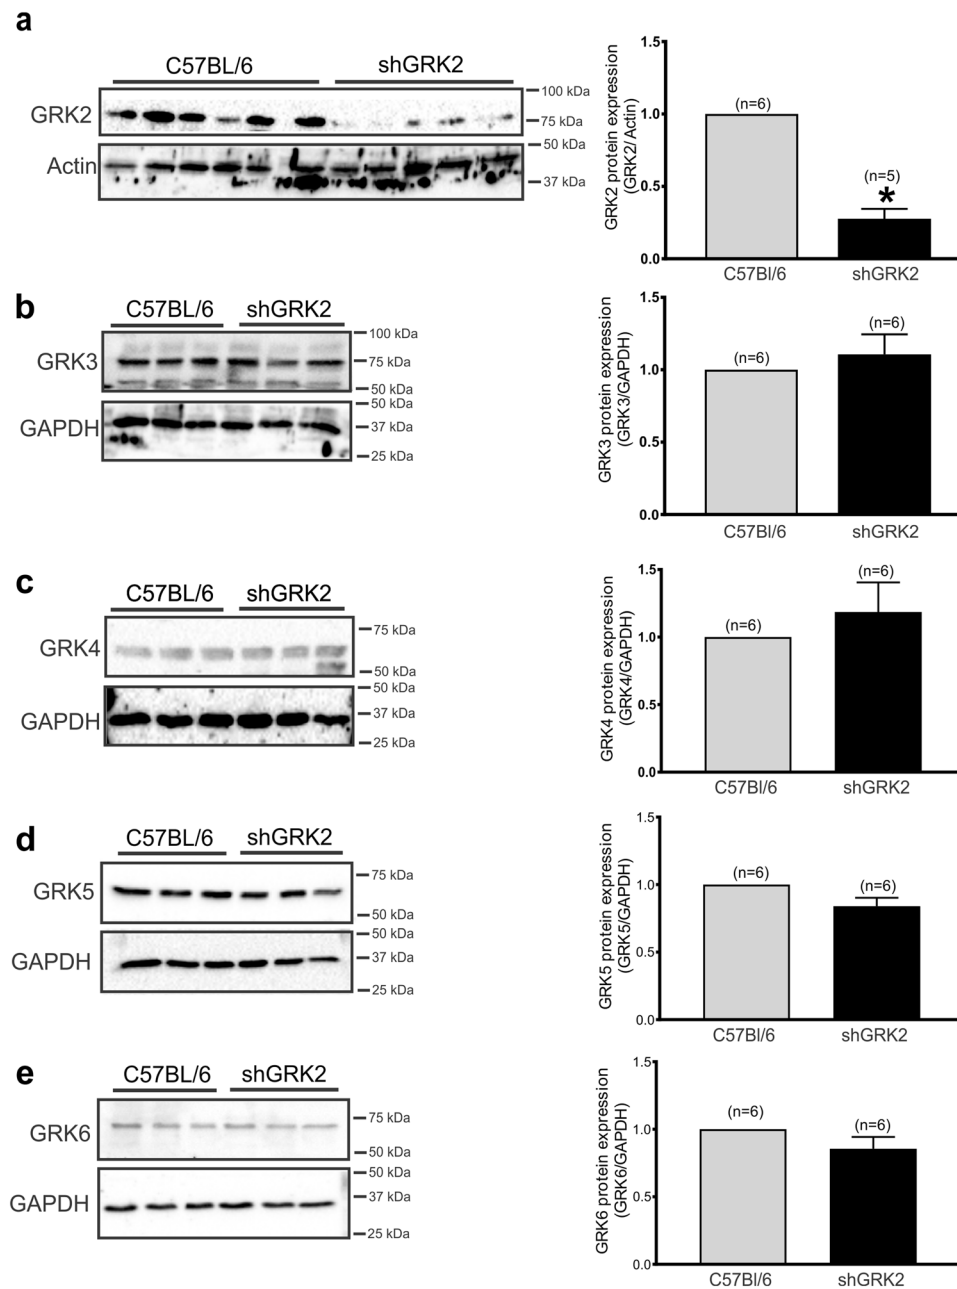 a
C57BL/6 shGRK2
GRK2
100 kDa
75 kDa
Actin
50 kDa
37 kDa
GRK2 protein expression
(GRK2/Actin)
1.5
1.0
0.5
0.0
(n=6)
(n=5)
*
C57Bl/6 shGRK2
b
C57BL/6 shGRK2
GRK3
100 kDa
75 kDa
50 kDa
GAPDH
50 kDa
37 kDa
25 kDa
GRK3 protein expression
(GRK3/GAPDH)
1.5
1.0
0.5
0.0
(n=6)
(n=6)
C57Bl/6 shGRK2
c
C57BL/6 shGRK2
GRK4
75 kDa
50 kDa
GAPDH
50 kDa
37 kDa
25 kDa
GRK4 protein expression
(GRK4/GAPDH)
1.5
1.0
0.5
0.0
(n=6)
(n=6)
C57Bl/6 shGRK2
d
C57BL/6 shGRK2
GRK5
75 kDa
50 kDa
GAPDH
50 kDa
37 kDa
25 kDa
GRK5 protein expression
(GRK5/GAPDH)
1.5
1.0
0.5
0.0
(n=6)
(n=6)
C57Bl/6 shGRK2
e
C57BL/6 shGRK2
GRK6
75 kDa
50 kDa
GAPDH
50 kDa
37 kDa
25 kDa
GRK6 protein expression
(GRK6/GAPDH)
1.5
1.0
0.5
0.0
(n=6)
(n=6)
C57Bl/6 shGRK2